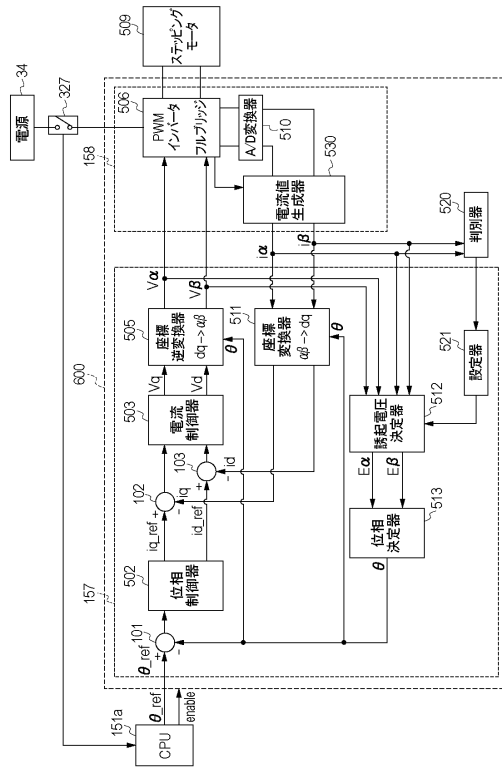 電源
34
327
151a
CPU
θ_ref
enable
600
157
158
θ_ref
+
-
101
502
位相
制御器
iq_ref
id_ref
102
+
-
iq
103
+
-
id
503
電流
制御器
Vq
Vd
505
座標
逆変換器
dq->αβ
θ
Vα
Vβ
506
PWM
インバータ
フルブリッジ
509
ステッピング
モータ
A/D変換器
510
530
電流値
生成器
iα
iβ
511
座標
変換器
αβ->dq
θ
512
誘起電圧
決定器
Eα
Eβ
513
位相
決定器
θ
520
判別器
521
設定器